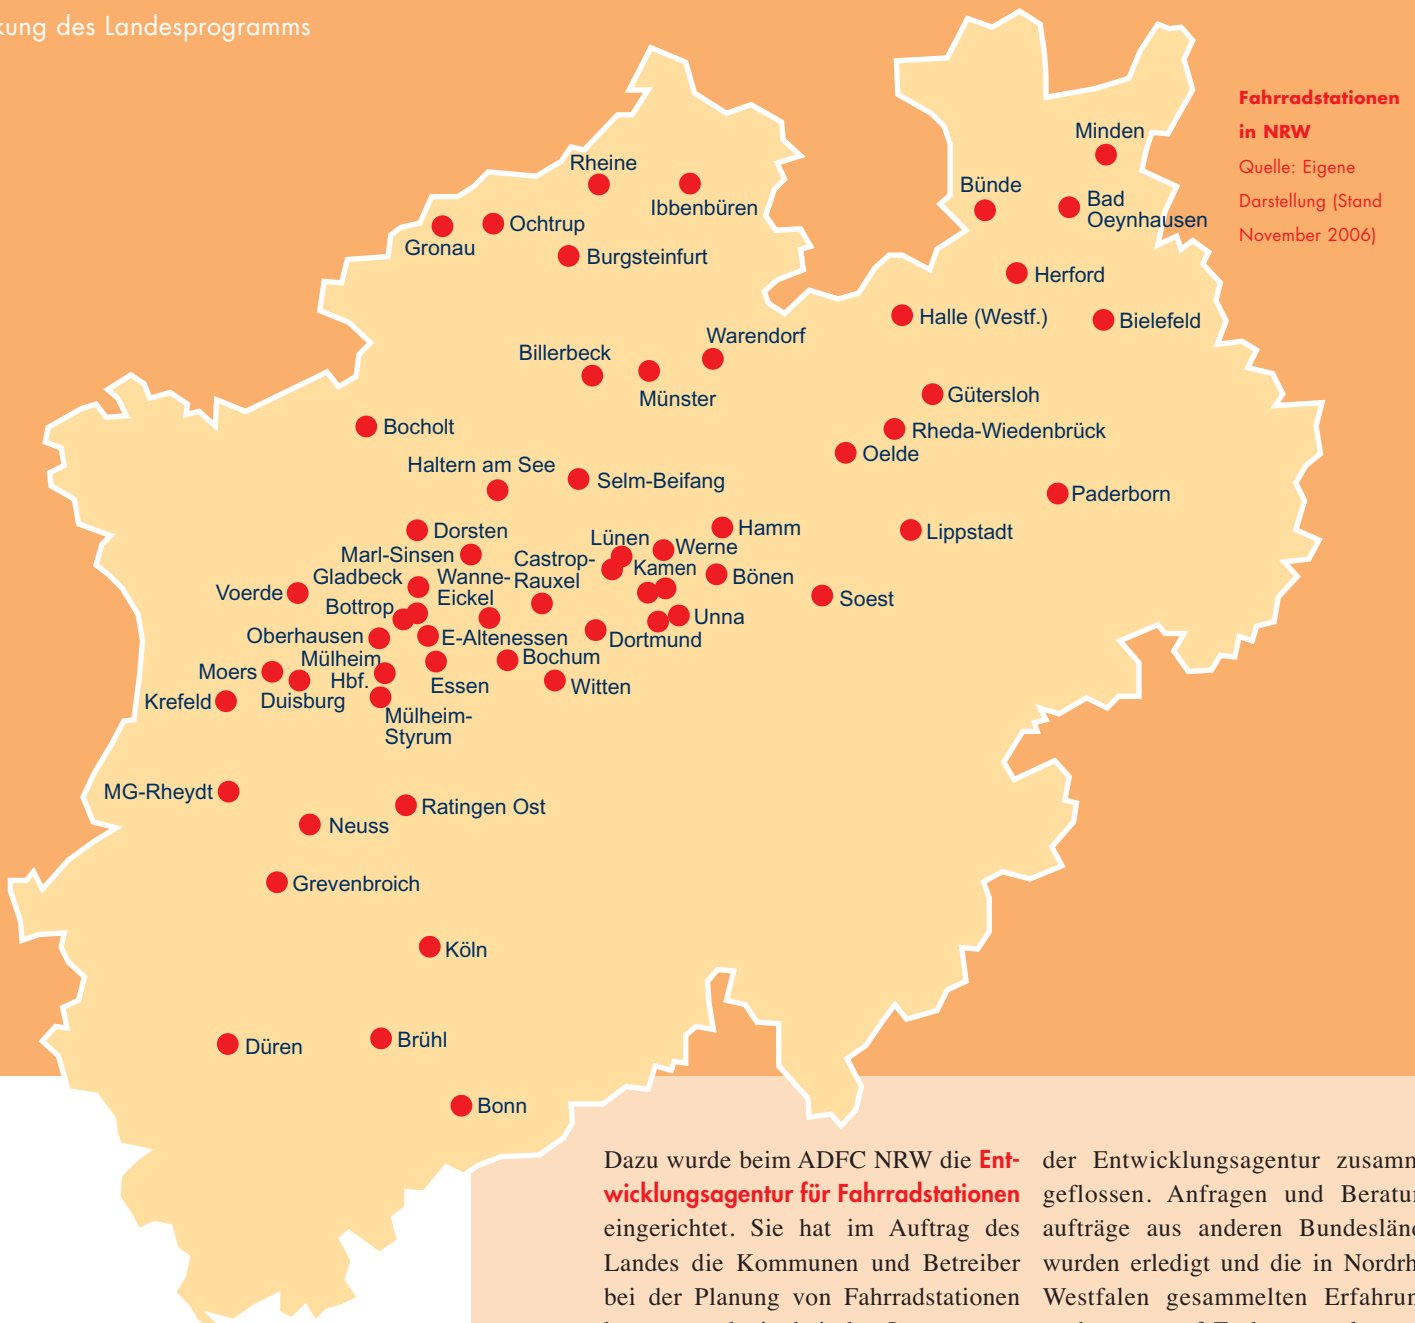 kung des Landesprogramms
Fahrradstationen
in NRW
Quelle: Eigene
Darstellung (Stand
November 2006)
Minden
Rheine
Bünde
Bad
Oeynhausen
Ibbenbüren
Ochtrup
Gronau
Burgsteinfurt
Herford
Halle (Westf.)
Bielefeld
Warendorf
Billerbeck
Münster
Gütersloh
Bocholt
Rheda-Wiedenbrück
Oelde
Haltern am See
Selm-Beifang
Paderborn
Dorsten
Hamm
Lippstadt
Lünen
Werne
Marl-Sinsen
Castrop-
Rauxel
Kamen
Gladbeck
Wanne-
Eickel
Bönen
Voerde
Soest
Bottrop
Unna
Oberhausen
E-Altenessen
Dortmund
Mülheim
Hbf.
Bochum
Moers
Essen
Witten
Krefeld
Duisburg
Mülheim-
Styrum
MG-Rheydt
Ratingen Ost
Neuss
Grevenbroich
Köln
Düren
Brühl
Bonn
Dazu wurde beim ADFC NRW die Ent-
wicklungsagentur für Fahrradstationen
eingerichtet. Sie hat im Auftrag des
Landes die Kommunen und Betreiber
bei der Planung von Fahrradstationen
der Entwicklungsagentur zusamm
geflossen. Anfragen und Beratu
aufträge aus anderen Bundeslän
wurden erledigt und die in Nordrh
Westfalen gesammelten Erfahrun